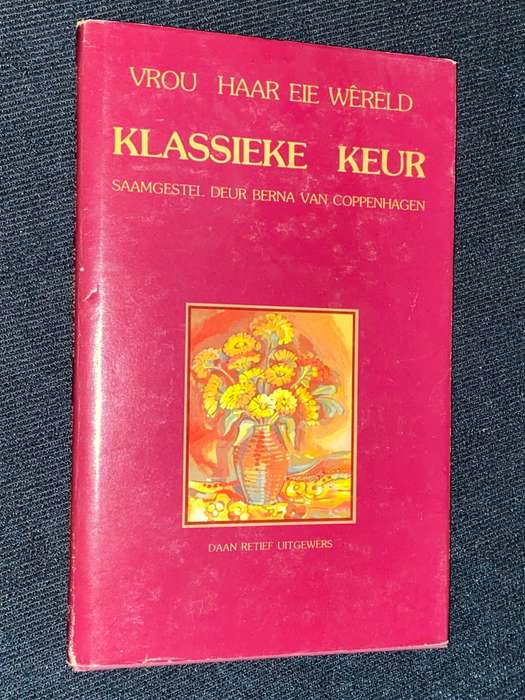 VROU HAAR EIE WÊRELD
KLASSIEKE KEUR
SAAMGESTEL DEUR BERNA VAN COPPENHAGEN
DAAN RETIEF UITGEWERS